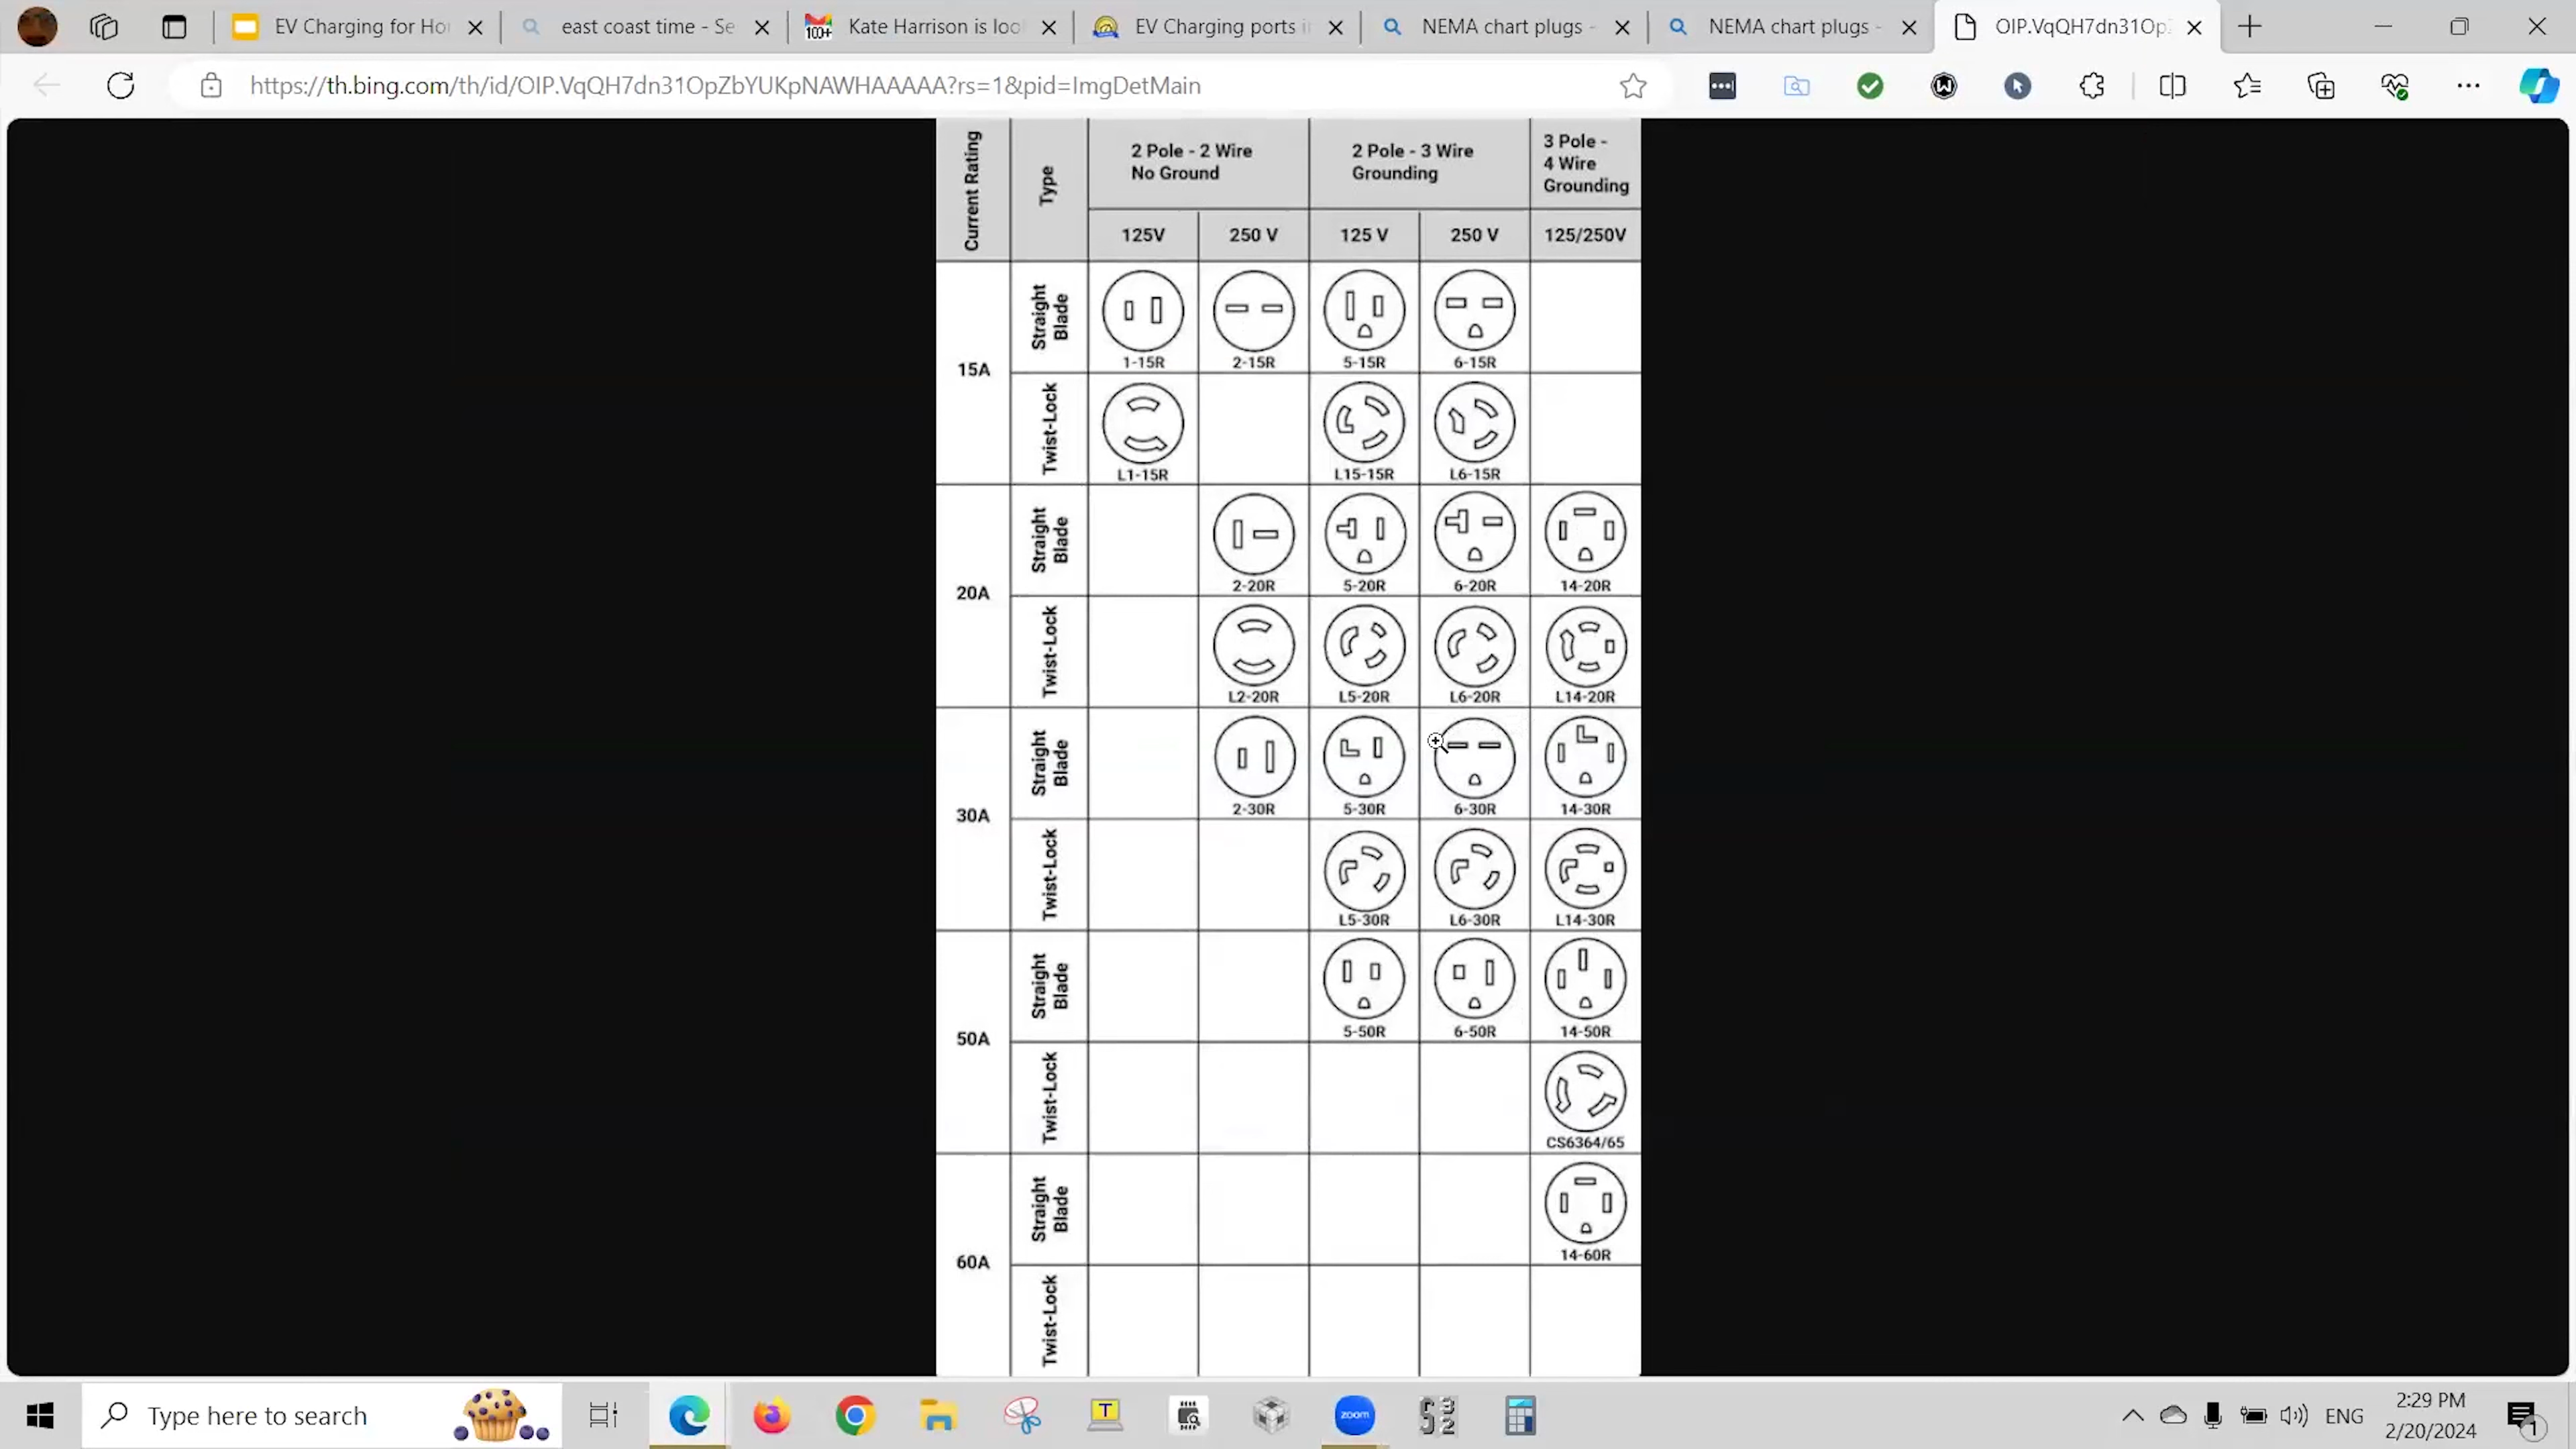 EV Charging for Ho
east coast time - Se
100+
Kate Harrison is loo
EV Charging ports i
NEMA chart plugs -
NEMA chart plugs -
OIP.VqQH7dn31Op
https://th.bing.com/th/id/OIP.VqQH7dn31OpZbYUKpNAWHAAAAA?rs=1&pid=ImgDetMain
Current Rating
Type
2 Pole - 2 Wire
No Ground
2 Pole - 3 Wire
Grounding
3 Pole -
4 Wire
Grounding
125V
250 V
125 V
250 V
125/250V
15A
Straight
Blade
1-15R
2-15R
5-15R
6-15R
Twist-Lock
L1-15R
L15-15R
L6-15R
20A
Straight
Blade
2-20R
5-20R
6-20R
14-20R
Twist-Lock
L2-20R
L5-20R
L6-20R
L14-20R
30A
Straight
Blade
2-30R
5-30R
6-30R
14-30R
Twist-Lock
L5-30R
L6-30R
L14-30R
50A
Straight
Blade
5-50R
6-50R
14-50R
Twist-Lock
CS6364/65
60A
Straight
Blade
14-60R
Twist-Lock
Type here to search
T
zoom
ENG
2:29 PM
2/20/2024
1